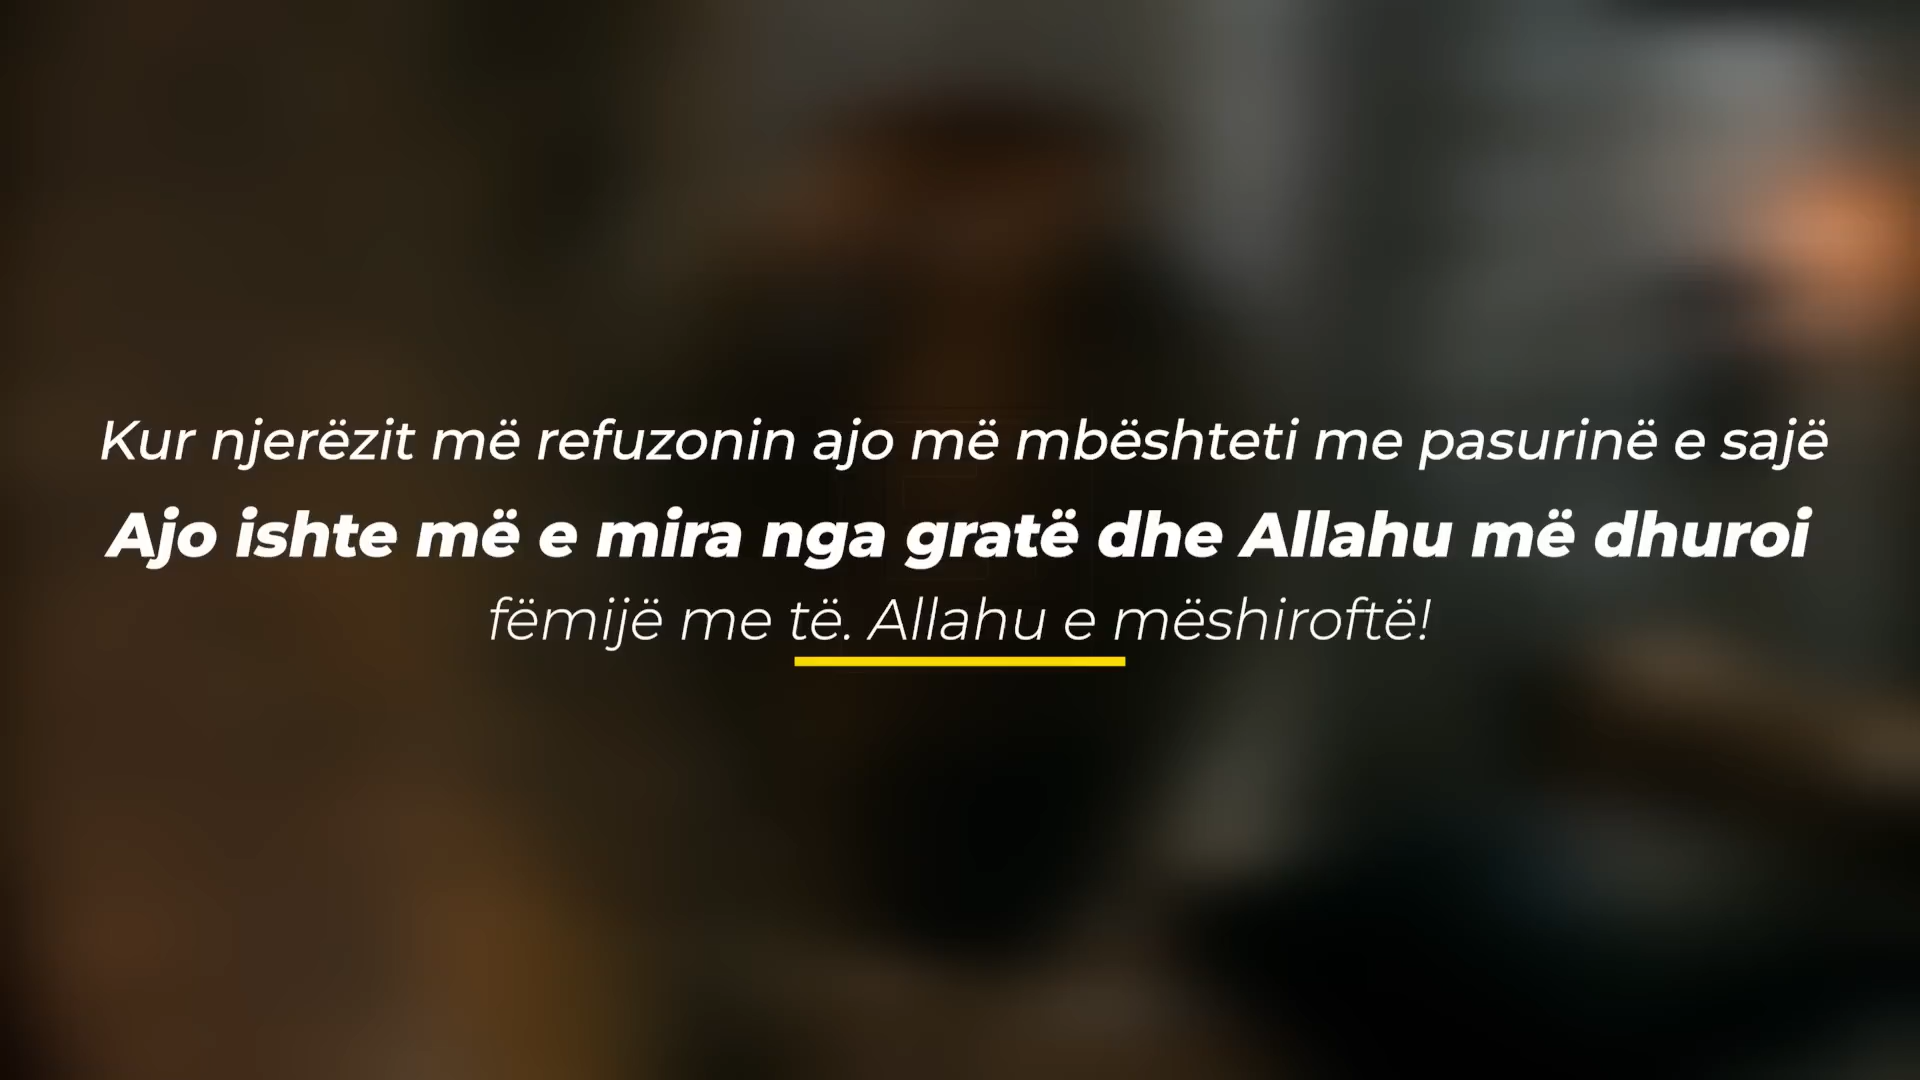 Kur njerëzit më refuzonin ajo më mbështeti me pasurinë e sajë
Ajo ishte më e mira nga gratë dhe Allahu më dhuroi
fëmijë me të. Allahu e mëshiroftë!